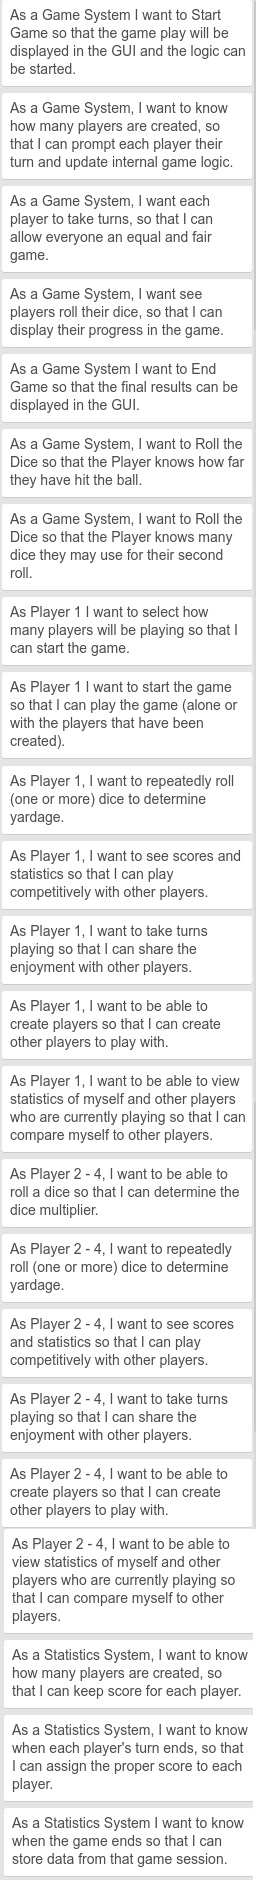 As a Game System I want to Start
Game so that the game play will be
displayed in the GUI and the logic can
be started.
As a Game System, I want to know
how many players are created, so
that I can prompt each player their
turn and update internal game logic.
As a Game System, I want each
player to take turns, so that I can
allow everyone an equal and fair
game.
As a Game System, I want see
players roll their dice, so that I can
display their progress in the game.
As a Game System I want to End
Game so that the final results can be
displayed in the GUI.
As a Game System, I want to Roll the
Dice so that the Player knows how far
they have hit the ball.
As a Game System, I want to Roll the
Dice so that the Player knows many
dice they may use for their second
roll.
As Player 1 I want to select how
many players will be playing so that I
can start the game.
As Player 1 I want to start the game
so that I can play the game (alone or
with the players that have been
created).
As Player 1, I want to repeatedly roll
(one or more) dice to determine
yardage.
As Player 1, I want to see scores and
statistics so that I can play
competitively with other players.
As Player 1, I want to take turns
playing so that I can share the
enjoyment with other players.
As Player 1, I want to be able to
create players so that I can create
other players to play with.
As Player 1, I want to be able to view
statistics of myself and other players
who are currently playing so that I can
compare myself to other players.
As Player 2 - 4, I want to be able to
roll a dice so that I can determine the
dice multiplier.
As Player 2 - 4, I want to repeatedly
roll (one or more) dice to determine
yardage.
As Player 2 - 4, I want to see scores
and statistics so that I can play
competitively with other players.
As Player 2 - 4, I want to take turns
playing so that I can share the
enjoyment with other players.
As Player 2 - 4, I want to be able to
create players so that I can create
other players to play with.
As Player 2 - 4, I want to be able to
view statistics of myself and other
players who are currently playing so
that I can compare myself to other
players.
As a Statistics System, I want to know
how many players are created, so
that I can keep score for each player.
As a Statistics System, I want to know
when each player's turn ends, so that
I can assign the proper score to each
player.
As a Statistics System I want to know
when the game ends so that I can
store data from that game session.